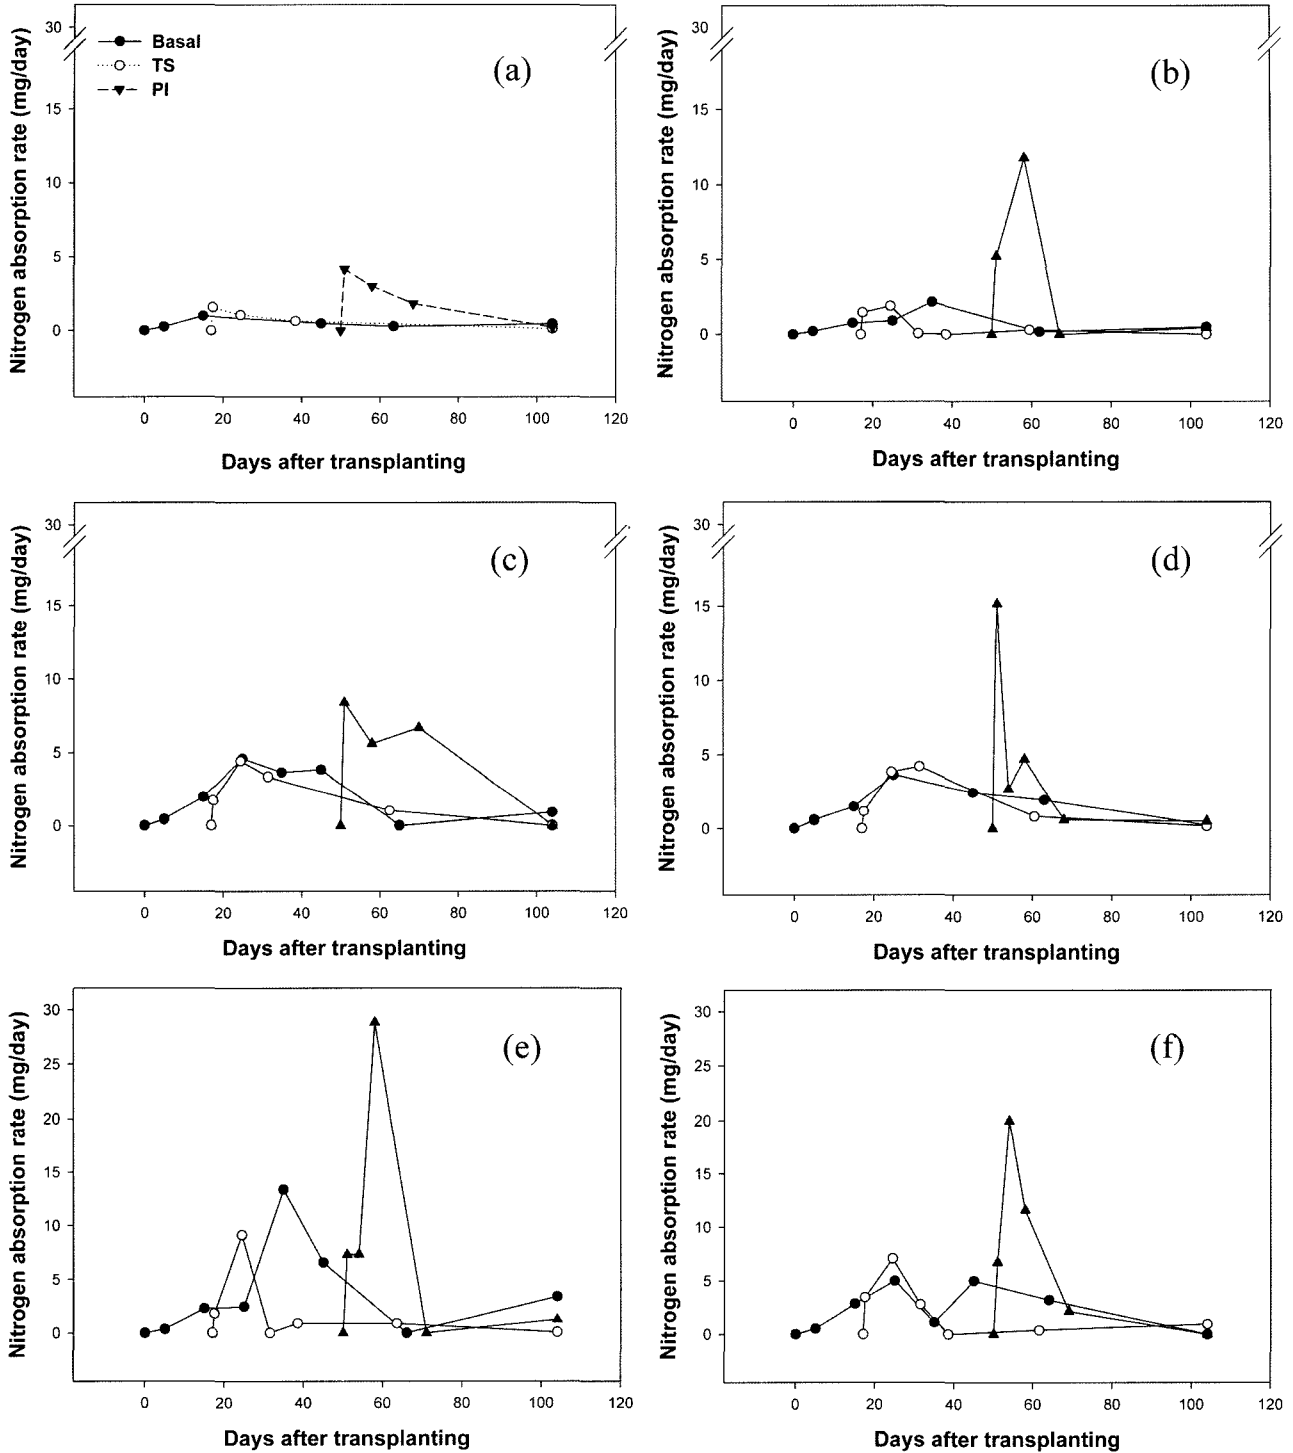 Nitrogen absorption rate (mg/day)
30
15
10
5
0
Basal
TS
PI
(a)
0 20 40 60 80 100 120
Days after transplanting
Nitrogen absorption rate (mg/day)
30
15
10
5
0
(b)
0 20 40 60 80 100 120
Days after transplanting
Nitrogen absorption rate (mg/day)
30
15
10
5
0
(c)
0 20 40 60 80 100 120
Days after transplanting
Nitrogen absorption rate (mg/day)
30
15
10
5
0
(d)
0 20 40 60 80 100 120
Days after transplanting
Nitrogen absorption rate (mg/day)
30
25
20
15
10
5
0
(e)
0 20 40 60 80 100 120
Days after transplanting
Nitrogen absorption rate (mg/day)
30
25
20
15
10
5
0
(f)
0 20 40 60 80 100 120
Days after transplanting